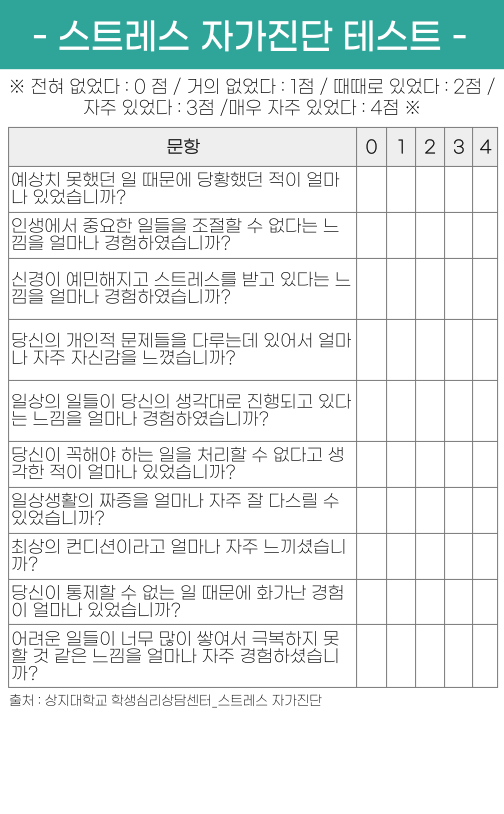 - 스트레스 자가진단 테스트 -
※ 전혀 없었다 : 0 점 / 거의 없었다 : 1점 / 때때로 있었다 : 2점 /
자주 있었다 : 3점 /매우 자주 있었다 : 4점 ※
문항 0 1 2 3 4
예상치 못했던 일 때문에 당황했던 적이 얼마
나 있었습니까?
인생에서 중요한 일들을 조절할 수 없다는 느
낌을 얼마나 경험하였습니까?
신경이 예민해지고 스트레스를 받고 있다는 느
낌을 얼마나 경험하였습니까?
당신의 개인적 문제들을 다루는데 있어서 얼마
나 자주 자신감을 느꼈습니까?
일상의 일들이 당신의 생각대로 진행되고 있다
는 느낌을 얼마나 경험하였습니까?
당신이 꼭해야 하는 일을 처리할 수 없다고 생
각한 적이 얼마나 있었습니까?
일상생활의 짜증을 얼마나 자주 잘 다스릴 수
있었습니까?
최상의 컨디션이라고 얼마나 자주 느끼셨습니
까?
당신이 통제할 수 없는 일 때문에 화가난 경험
이 얼마나 있었습니까?
어려운 일들이 너무 많이 쌓여서 극복하지 못
할 것 같은 느낌을 얼마나 자주 경험하셨습니
까?
출처 : 상지대학교 학생심리상담센터_스트레스 자가진단